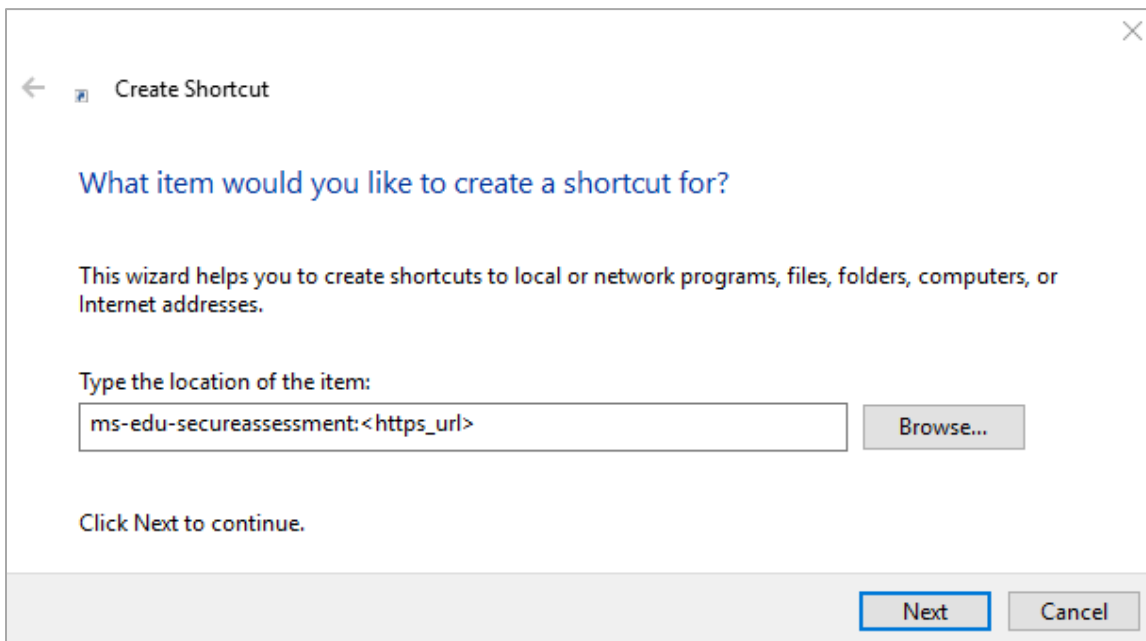 Create Shortcut
What item would you like to create a shortcut for?
This wizard helps you to create shortcuts to local or network programs, files, folders, computers, or
Internet addresses.
Type the location of the item:
ms-edu-secureassessment:<https_url>
Browse...
Click Next to continue.
Next
Cancel